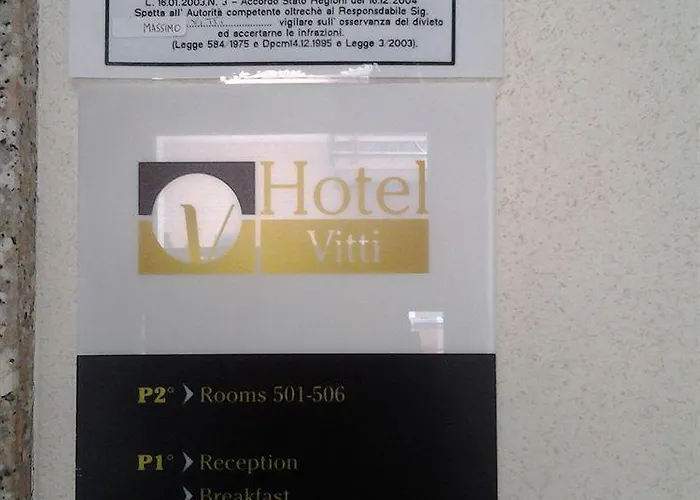 L. 16.01.2003.N. 3 - Accordo Stato Regioni del 16.12.2004
Spetta all' Autorità competente oltrechè al Responsdabile Sig.
MASSIMO vigilare sull' osservanza del divieto
ed accertarne le infrazioni.
(Legge 584/1975 e Dpcm14.12.1995 e Legge 3/2003).
V Hotel
Vitti
P2° Rooms 501-506
P1° Reception
Breakfast